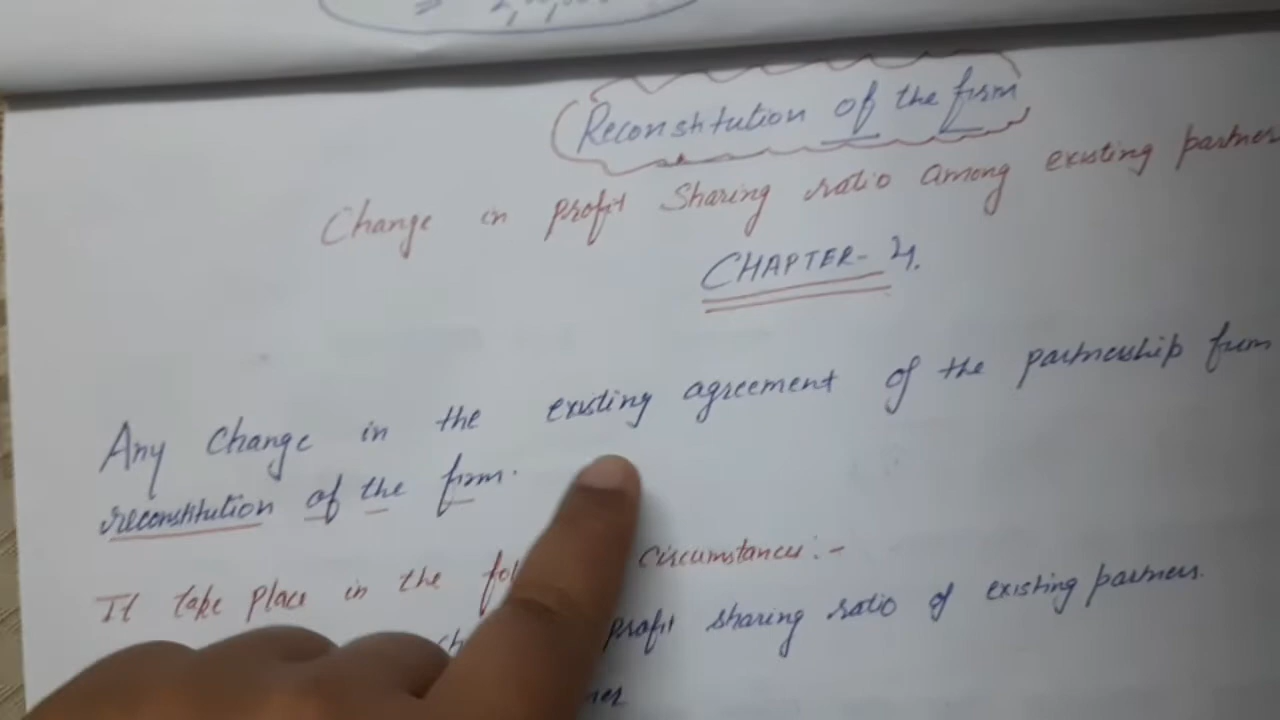 Reconstitution of the firm
Change in profit Sharing ratio among existing partner
CHAPTER- 4.
Any Change in the existing agreement of the partnership firm
reconstitution of the firm.
It take place in the circumstances:-
profit sharing ratio of existing partners.